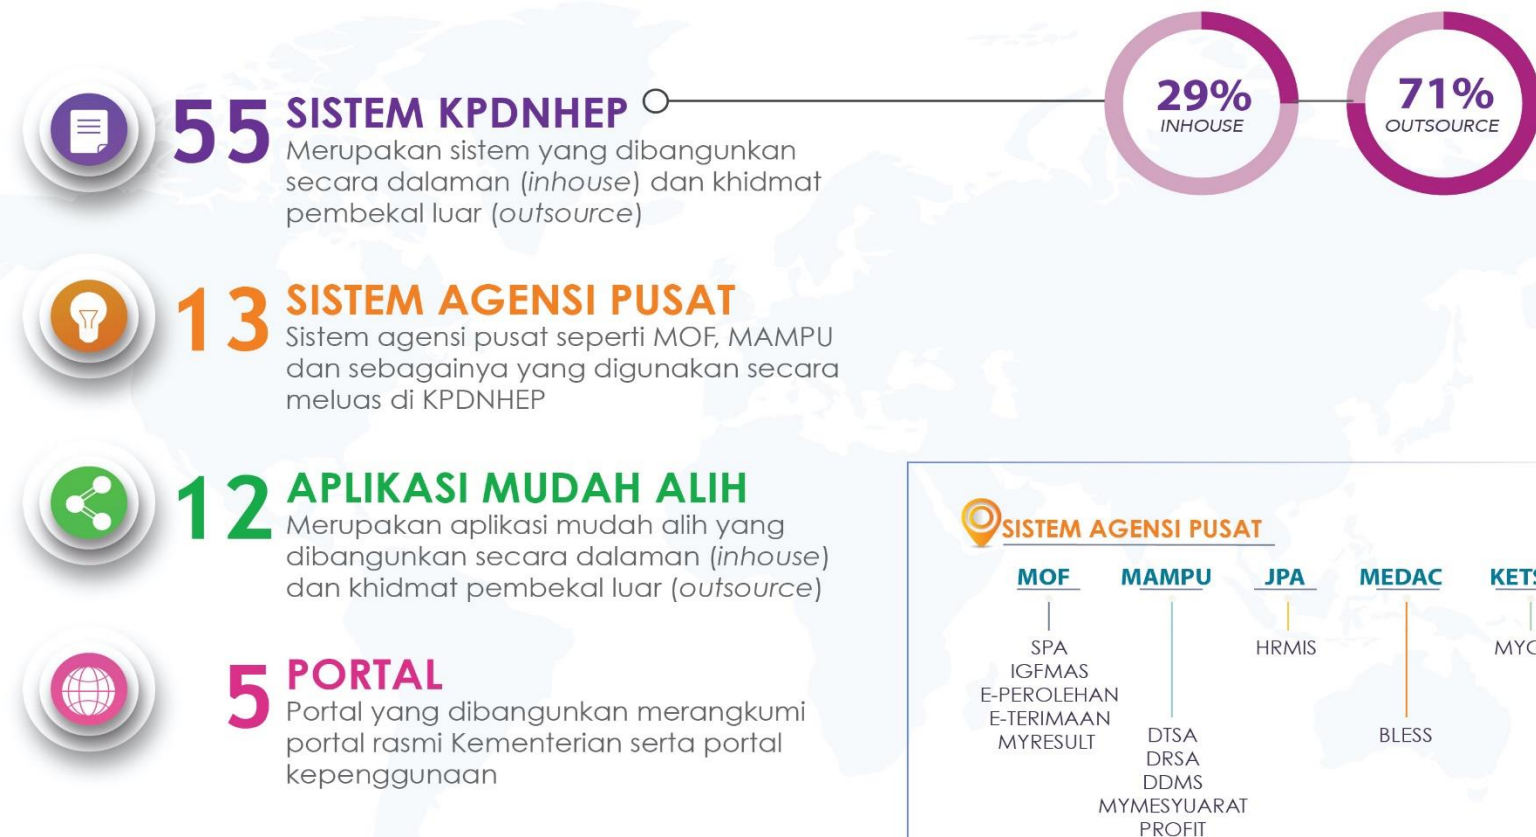 55 SISTEM KPDNHEP
Merupakan sistem yang dibangunkan
secara dalaman (inhouse) dan khidmat
pembekal luar (outsource)
29%
INHOUSE
71%
OUTSOURCE
13 SISTEM AGENSI PUSAT
Sistem agensi pusat seperti MOF, MAMPU
dan sebagainya yang digunakan secara
meluas di KPDNHEP
12 APLIKASI MUDAH ALIH
Merupakan aplikasi mudah alih yang
dibangunkan secara dalaman (inhouse)
dan khidmat pembekal luar (outsource)
5 PORTAL
Portal yang dibangunkan merangkumi
portal rasmi Kementerian serta portal
kepenggunaan
SISTEM AGENSI PUSAT
MOF
SPA
IGFMAS
E-PEROLEHAN
E-TERIMAAN
MYRESULT
MAMPU
DTSA
DRSA
DDMS
MYMESYUARAT
PROFIT
JPA
HRMIS
MEDAC
BLESS